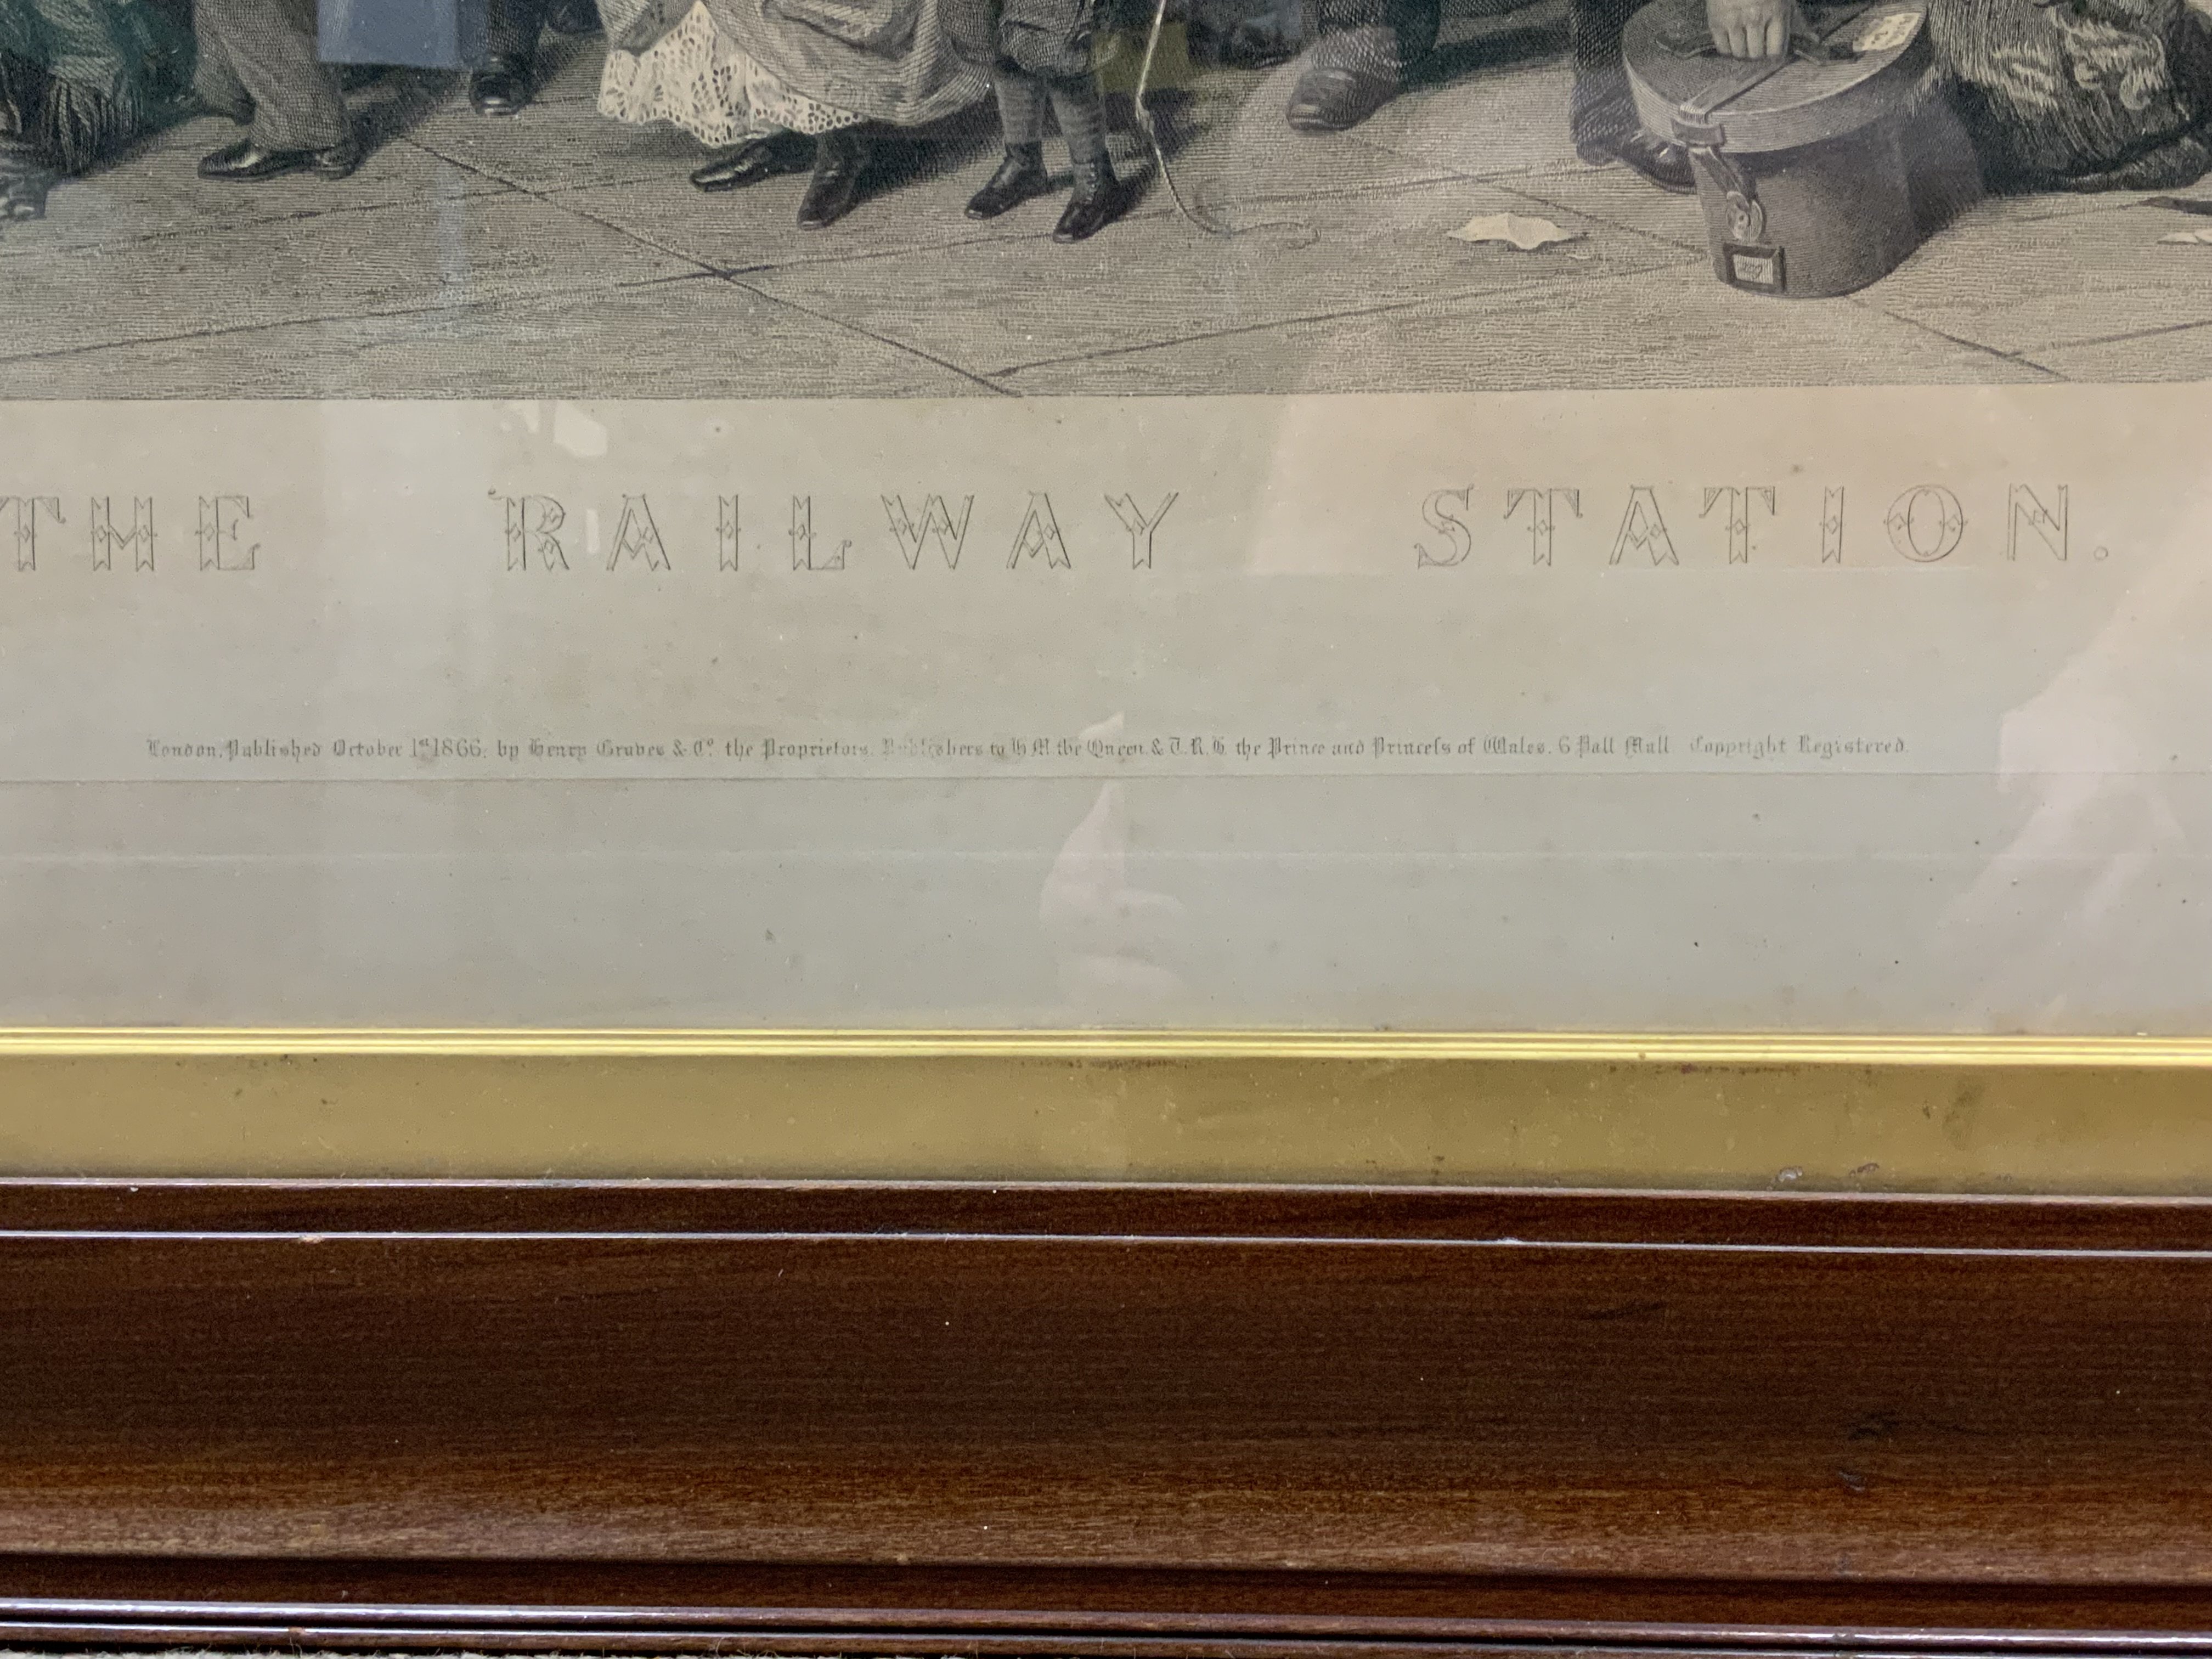 THE RAILWAY STATION.
London, Published October 1st 1866, by Henry Graves & Co. the Proprietors, Publishers to H.M the Queen & T.R.H. the Prince and Princeſs of Wales, 6 Pall Mall Copyright Registered.